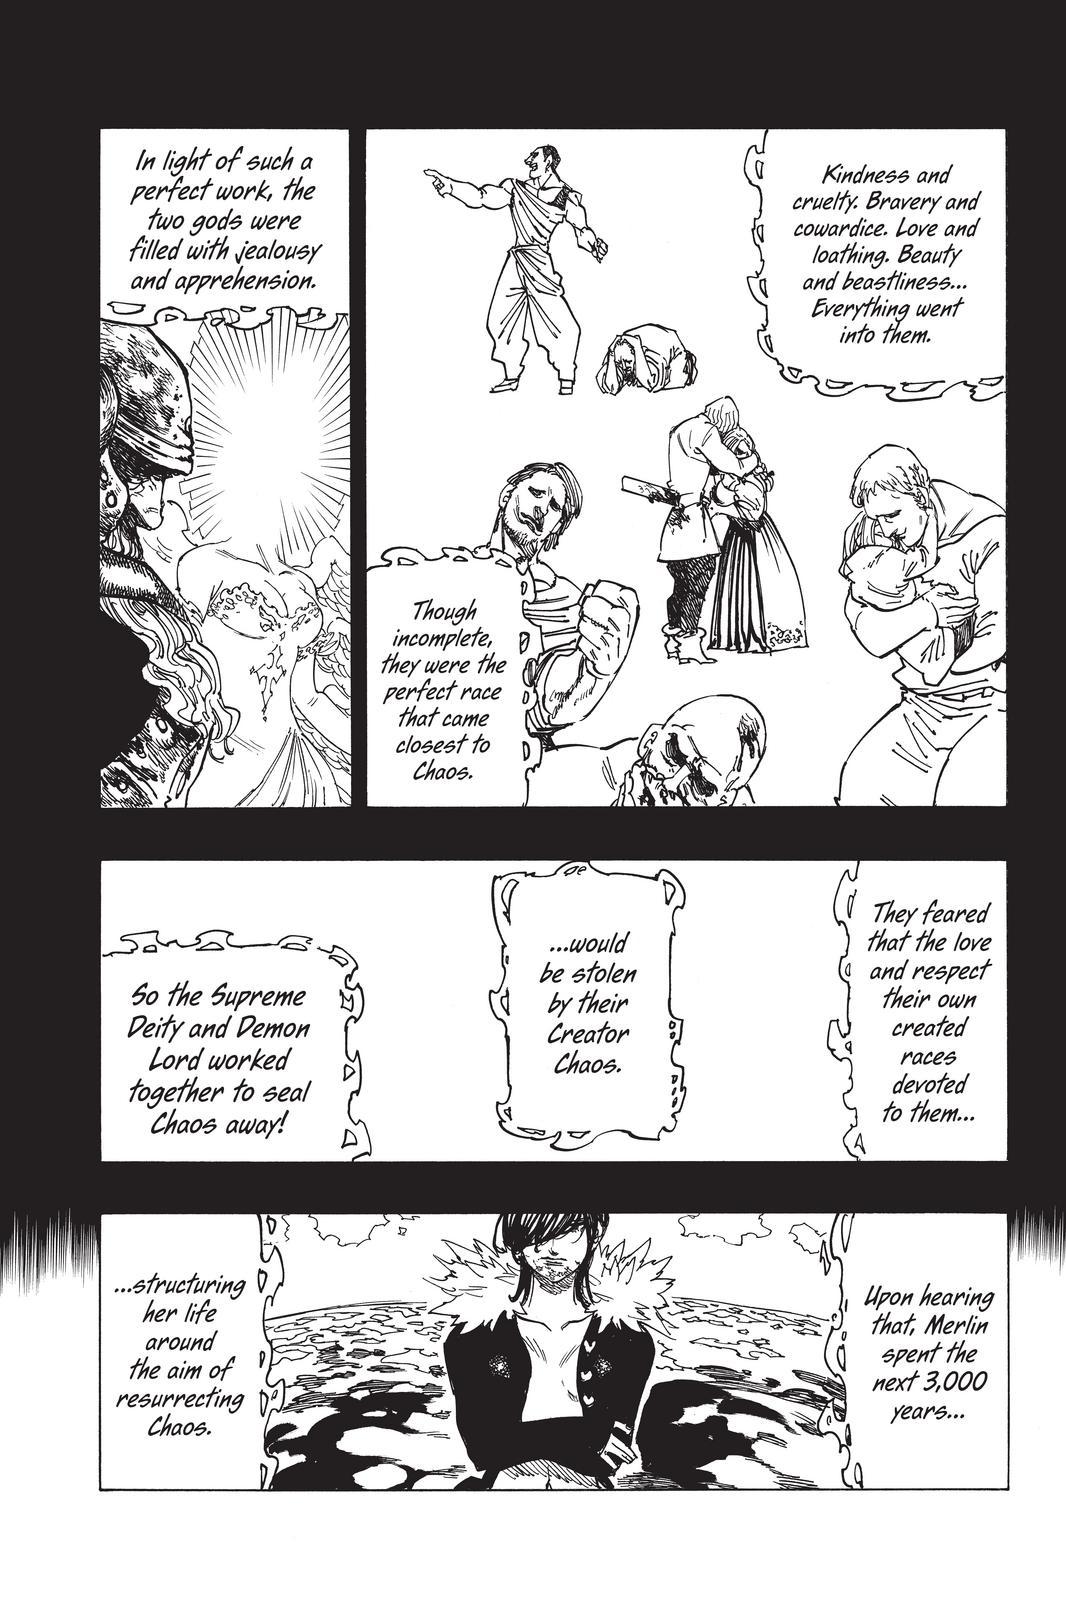 Kindness and
cruelty. Bravery and
cowardice. Love and
loathing. Beauty
and beastliness...
Everything went
into them.
Though
incomplete,
they were the
perfect race
that came
closest to
Chaos.
In light of such a
perfect work, the
two gods were
filled with jealousy
and apprehension.
They feared
that the love
and respect
their own
created
races
devoted
to them...
...would
be stolen
by their
Creator
Chaos.
So the Supreme
Deity and Demon
Lord worked
together to seal
Chaos away!
Upon hearing
that, Merlin
spent the
next 3,000
years...
...structuring
her life
around
the aim of
resurrecting
Chaos.